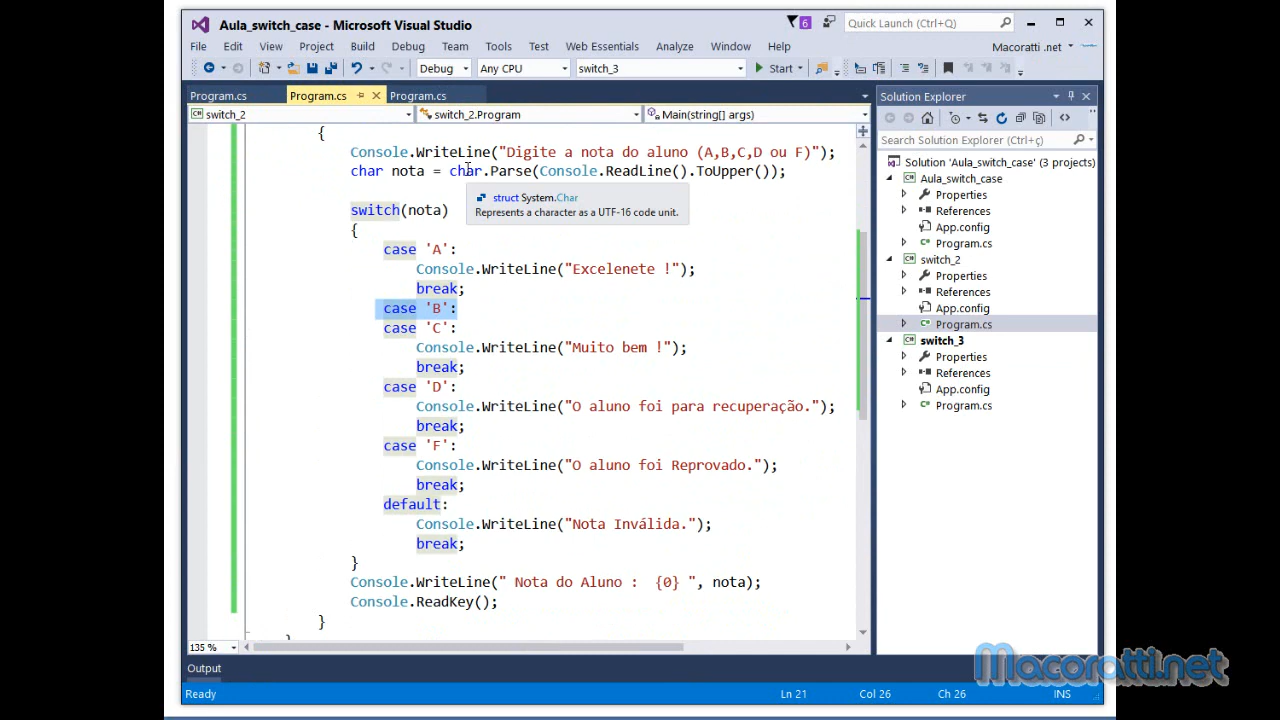 Aula_switch_case - Microsoft Visual Studio
6
Quick Launch (Ctrl+Q)
File Edit View Project Build Debug Team Tools Test Web Essentials Analyze Window Help
Macoratti .net
Debug Any CPU switch_3 Start
Program.cs Program.cs Program.cs
switch_2 switch_2.Program Main(string[] args)
{
Console.WriteLine("Digite a nota do aluno (A,B,C,D ou F)");
char nota = char.Parse(Console.ReadLine().ToUpper());
struct System.Char
Represents a character as a UTF-16 code unit.
switch(nota)
{
case 'A':
Console.WriteLine("Excelenete !");
break;
case 'B':
case 'C':
Console.WriteLine("Muito bem !");
break;
case 'D':
Console.WriteLine("O aluno foi para recuperação.");
break;
case 'F':
Console.WriteLine("O aluno foi Reprovado.");
break;
default:
Console.WriteLine("Nota Inválida.");
break;
}
Console.WriteLine(" Nota do Aluno :  {0} ", nota);
Console.ReadKey();
}
135 %
Solution Explorer
Search Solution Explorer (Ctrl+ç)
Solution 'Aula_switch_case' (3 projects)
Aula_switch_case
Properties
References
App.config
Program.cs
switch_2
Properties
References
App.config
Program.cs
switch_3
Properties
References
App.config
Program.cs
Output
Macoratti.net
Ready Ln 21 Col 26 Ch 26 INS